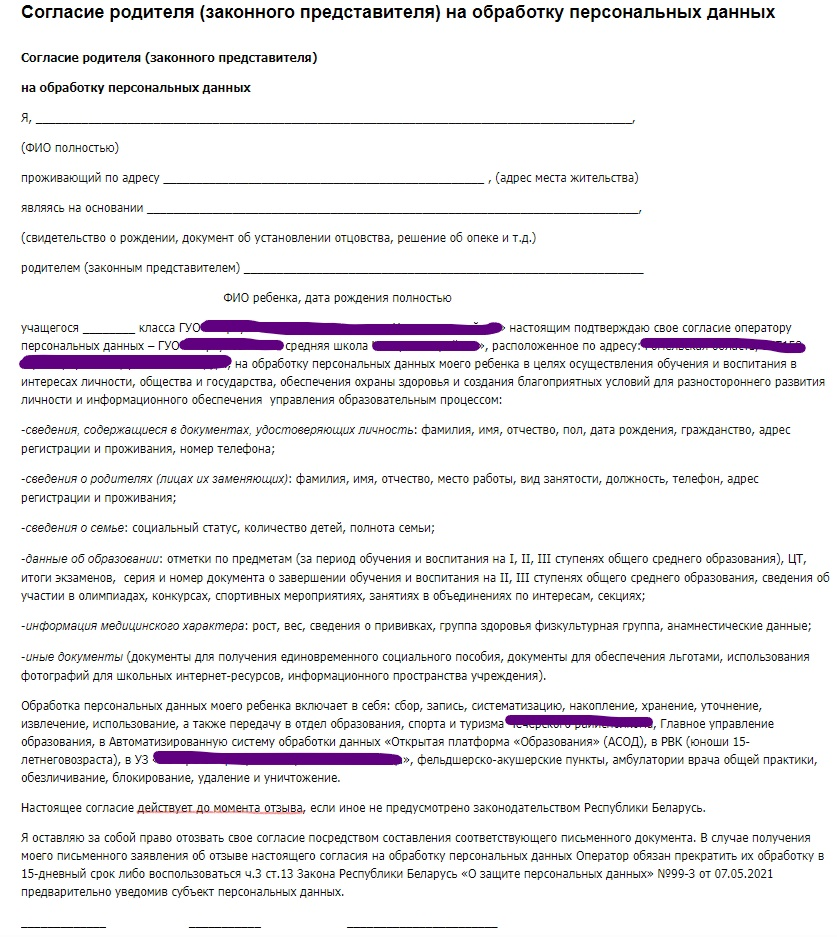 Согласие родителя (законного представителя) на обработку персональных данных
Согласие родителя (законного представителя)
на обработку персональных данных
Я, ______________________________________________________________________________________________,
(ФИО полностью)
проживающий по адресу __________________________________________________ , (адрес места жительства)
являясь на основании _____________________________________________________________________________,
(свидетельство о рождении, документ об установлении отцовства, решение об опеке и т.д.)
родителем (законным представителем) _______________________________________________________________
ФИО ребенка, дата рождения полностью
учащегося ________ класса ГУО » настоящим подтверждаю свое согласие оператору
персональных данных – ГУО средняя школа », расположенное по адресу:
, на обработку персональных данных моего ребенка в целях осуществления обучения и воспитания в
интересах личности, общества и государства, обеспечения охраны здоровья и создания благоприятных условий для разностороннего развития
личности и информационного обеспечения управления образовательным процессом:
-сведения, содержащиеся в документах, удостоверяющих личность: фамилия, имя, отчество, пол, дата рождения, гражданство, адрес
регистрации и проживания, номер телефона;
-сведения о родителях (лицах их заменяющих): фамилия, имя, отчество, место работы, вид занятости, должность, телефон, адрес
регистрации и проживания;
-сведения о семье: социальный статус, количество детей, полнота семьи;
-данные об образовании: отметки по предметам (за период обучения и воспитания на I, II, III ступенях общего среднего образования), ЦТ,
итоги экзаменов, серия и номер документа о завершении обучения и воспитания на II, III ступенях общего среднего образования, сведения об
участии в олимпиадах, конкурсах, спортивных мероприятиях, занятиях в объединениях по интересам, секциях;
-информация медицинского характера: рост, вес, сведения о прививках, группа здоровья физкультурная группа, анамнестические данные;
-иные документы (документы для получения единовременного социального пособия, документы для обеспечения льготами, использования
фотографий для школьных интернет-ресурсов, информационного пространства учреждения).
Обработка персональных данных моего ребенка включает в себя: сбор, запись, систематизацию, накопление, хранение, уточнение,
извлечение, использование, а также передачу в отдел образования, спорта и туризма , Главное управление
образования, в Автоматизированную систему обработки данных «Открытая платформа «Образования» (АСОД), в РВК (юноши 15-
летнеговозраста), в УЗ », фельдшерско-акушерские пункты, амбулатории врача общей практики,
обезличивание, блокирование, удаление и уничтожение.
Настоящее согласие действует до момента отзыва, если иное не предусмотрено законодательством Республики Беларусь.
Я оставляю за собой право отозвать свое согласие посредством составления соответствующего письменного документа. В случае получения
моего письменного заявления об отзыве настоящего согласия на обработку персональных данных Оператор обязан прекратить их обработку в
15-дневный срок либо воспользоваться ч.3 ст.13 Закона Республики Беларусь «О защите персональных данных» №99-З от 07.05.2021
предварительно уведомив субъект персональных данных.